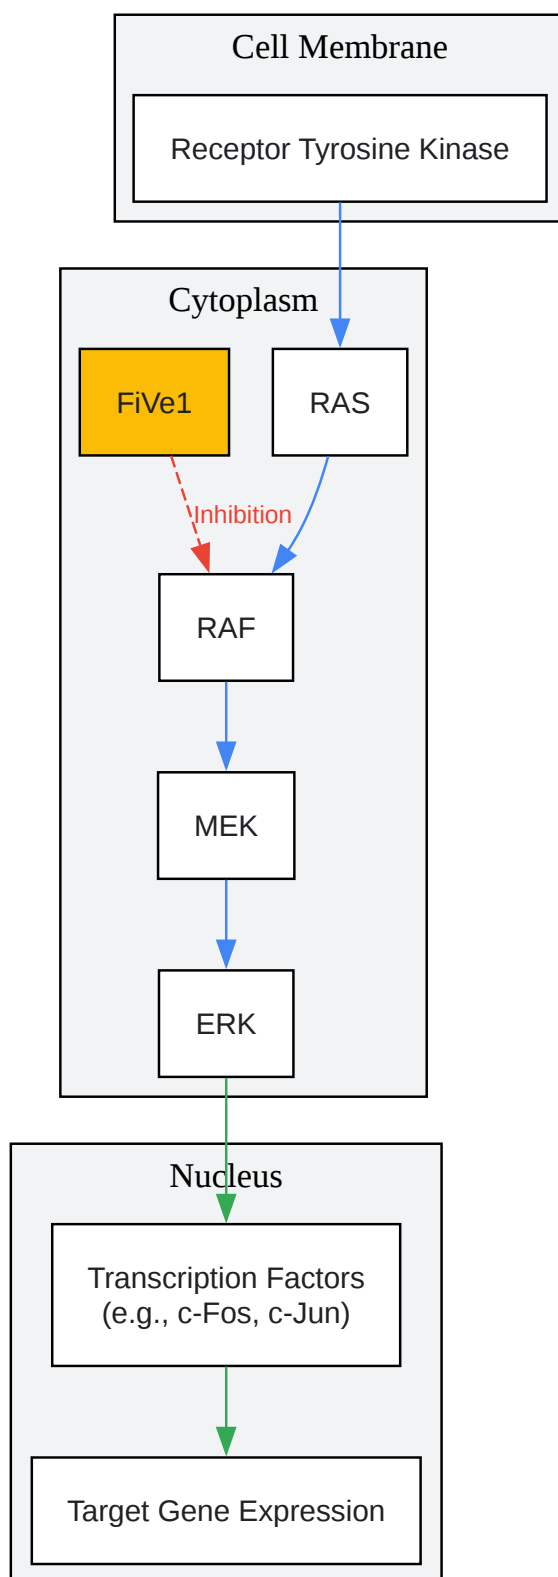 Cell Membrane
Receptor Tyrosine Kinase
Cytoplasm
FiVe1
RAS
Inhibition
RAF
MEK
ERK
Nucleus
Transcription Factors
(e.g., c-Fos, c-Jun)
Target Gene Expression